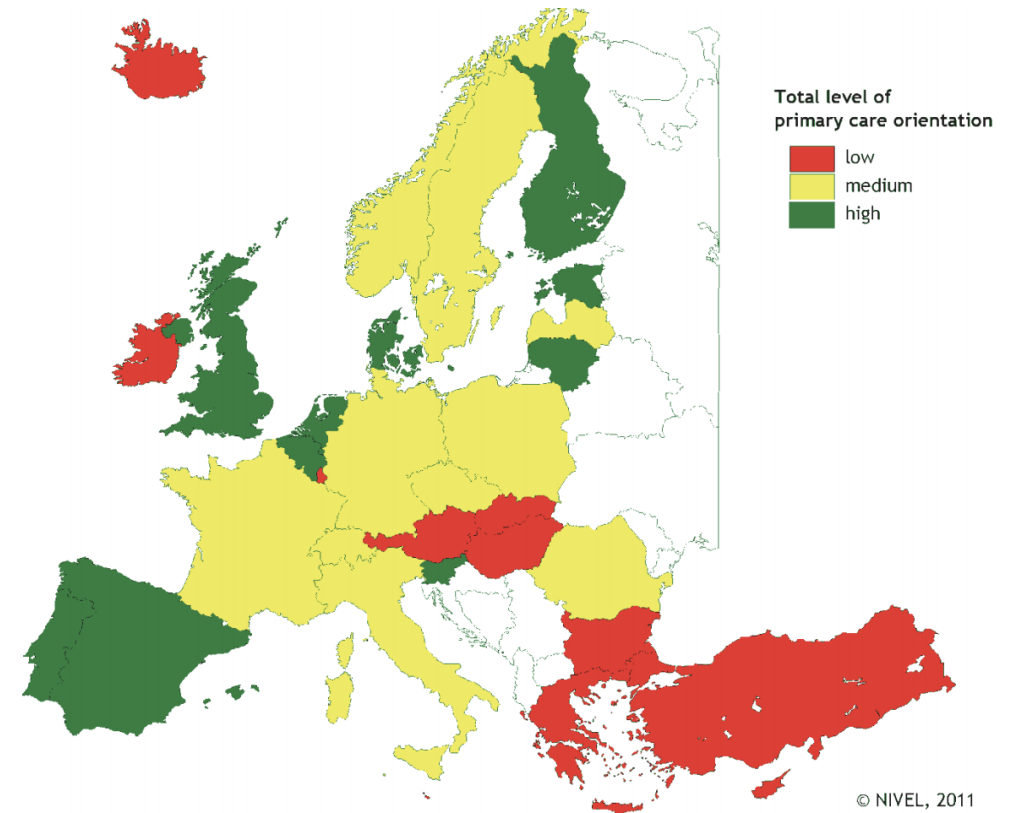 Total level of
primary care orientation
low
medium
high
© NIVEL, 2011